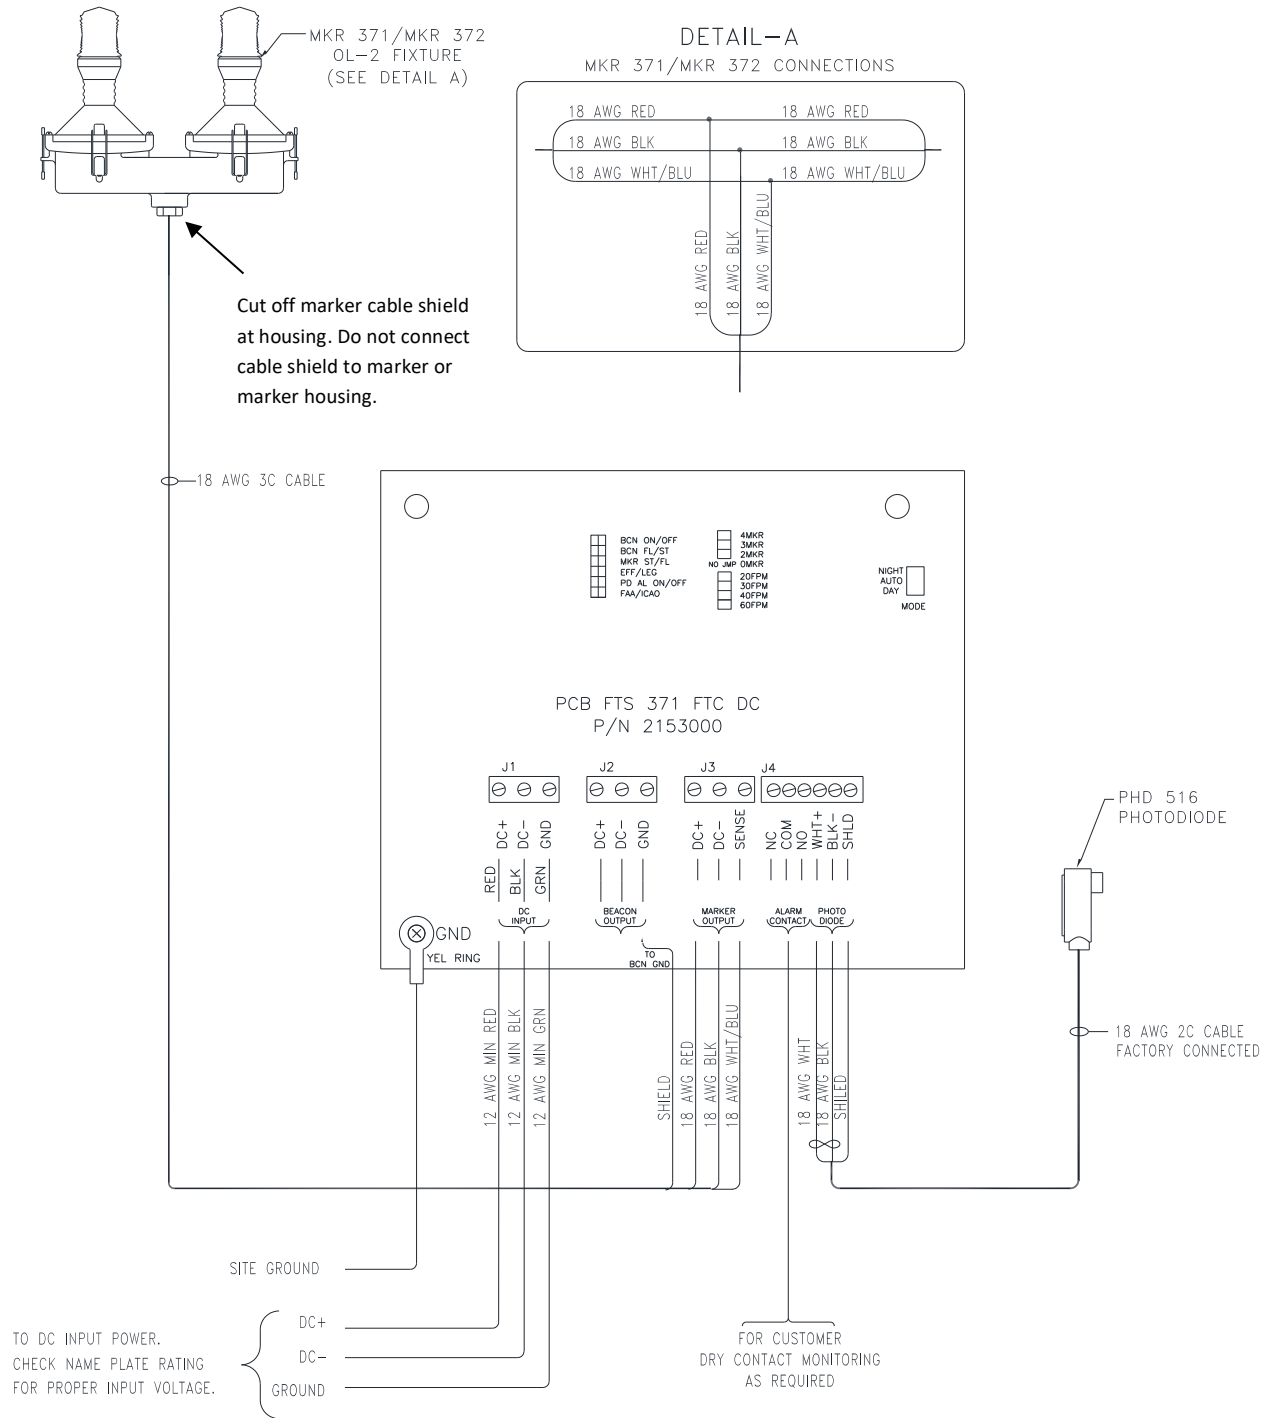 MKR 371/MKR 372
OL-2 FIXTURE
(SEE DETAIL A)
DETAIL-A
MKR 371/MKR 372 CONNECTIONS
18 AWG RED
18 AWG RED
18 AWG BLK
18 AWG BLK
18 AWG WHT/BLU
18 AWG WHT/BLU
18 AWG RED
18 AWG BLK
18 AWG WHT/BLU
Cut off marker cable shield
at housing. Do not connect
cable shield to marker or
marker housing.
18 AWG 3C CABLE
BCN ON/OFF
BCN FL/ST
MKR ST/FL
EFF/LEG
PD AL ON/OFF
FAA/ICAO
4MKR
3MKR
2MKR
NO JMP 0MKR
20FPM
30FPM
40FPM
60FPM
NIGHT
AUTO
DAY
MODE
PCB FTS 371 FTC DC
P/N 2153000
J1
J2
J3
J4
DC+
DC-
GND
DC+
DC-
GND
DC+
DC-
SENSE
NC
COM
NO
WHT+
BLK-
SHLD
RED
BLK
GRN
DC
INPUT
BEACON
OUTPUT
MARKER
OUTPUT
ALARM
CONTACT
PHOTO
DIODE
GND
YEL RING
TO
BCN GND
PHD 516
PHOTODIODE
12 AWG MIN RED
12 AWG MIN BLK
12 AWG MIN GRN
SHIELD
18 AWG RED
18 AWG BLK
18 AWG WHT/BLU
18 AWG WHT
18 AWG BLK
SHILED
18 AWG 2C CABLE
FACTORY CONNECTED
SITE GROUND
TO DC INPUT POWER.
CHECK NAME PLATE RATING
FOR PROPER INPUT VOLTAGE.
DC+
DC-
GROUND
FOR CUSTOMER
DRY CONTACT MONITORING
AS REQUIRED